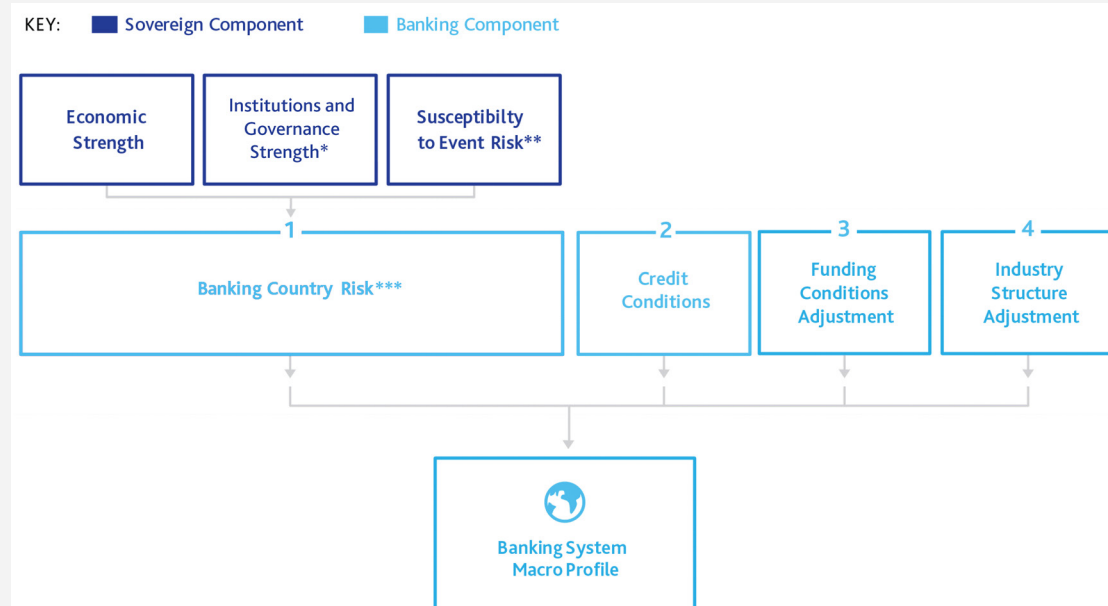 KEY: Sovereign Component Banking Component
Economic
Strength
Institutions and
Governance
Strength*
Susceptibilty
to Event Risk**
1
Banking Country Risk***
2
Credit
Conditions
3
Funding
Conditions
Adjustment
4
Industry
Structure
Adjustment
Banking System
Macro Profile